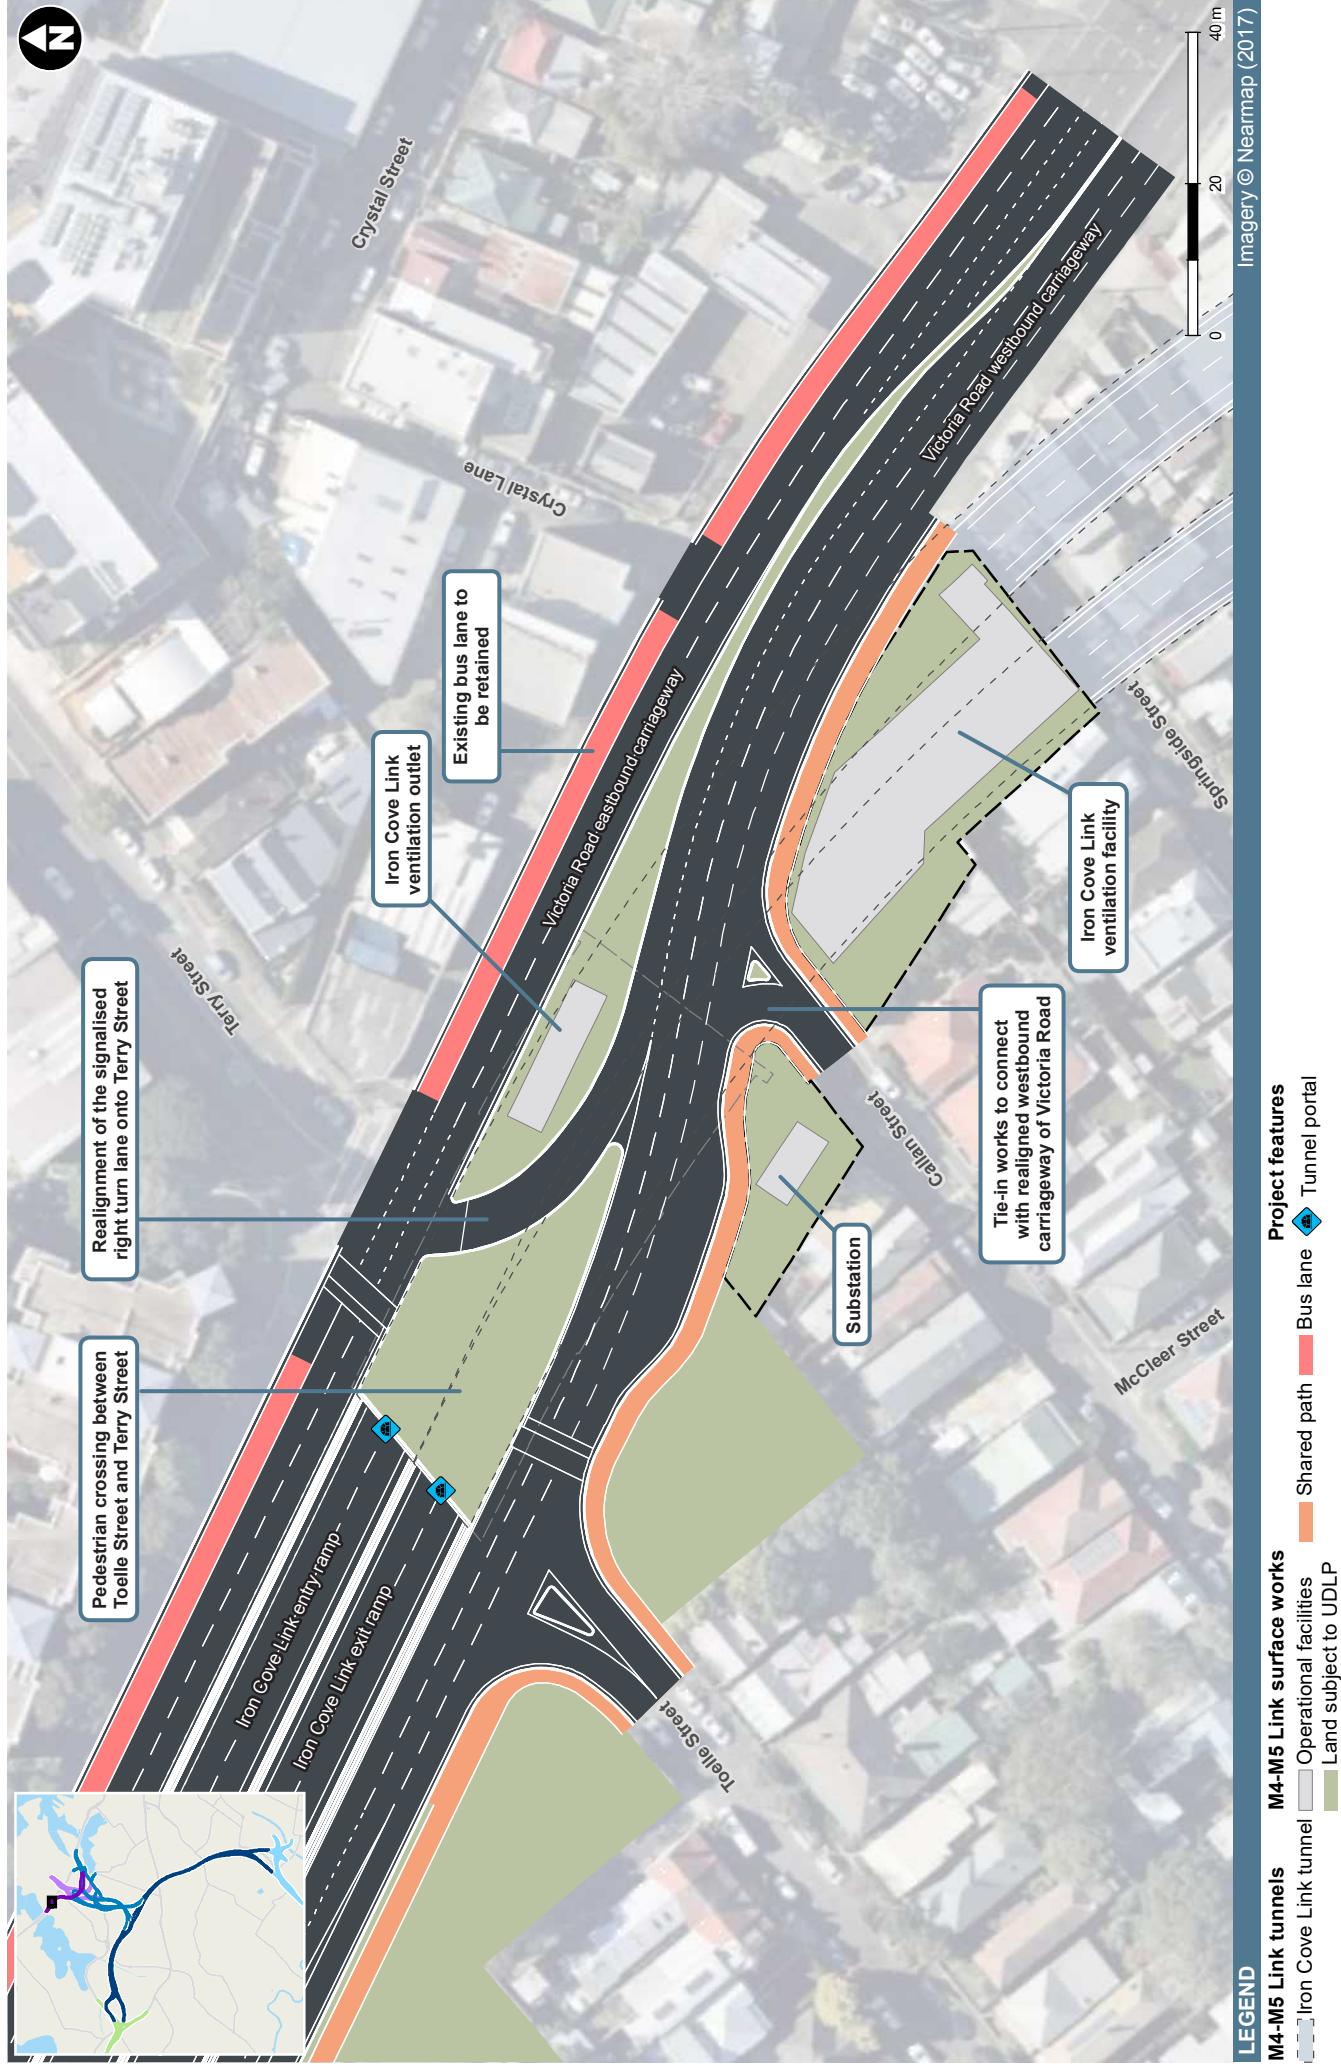 N
Pedestrian crossing between
Toelle Street and Terry Street
Realignment of the signalised
right turn lane onto Terry Street
Iron Cove Link
ventilation outlet
Existing bus lane to
be retained
Terry Street
Crystal Street
Crystal Lane
Victoria Road eastbound carriageway
Victoria Road westbound carriageway
Iron Cove Link entry ramp
Iron Cove Link exit ramp
Toelle Street
Callan Street
Springside Street
McCleer Street
Substation
Tie-in works to connect
with realigned westbound
carriageway of Victoria Road
Iron Cove Link
ventilation facility
0 20 40 m
LEGEND
Imagery © Nearmap (2017)
M4-M5 Link tunnels
Iron Cove Link tunnel
M4-M5 Link surface works
Operational facilities
Land subject to UDLP
Shared path
Bus lane
Project features
Tunnel portal